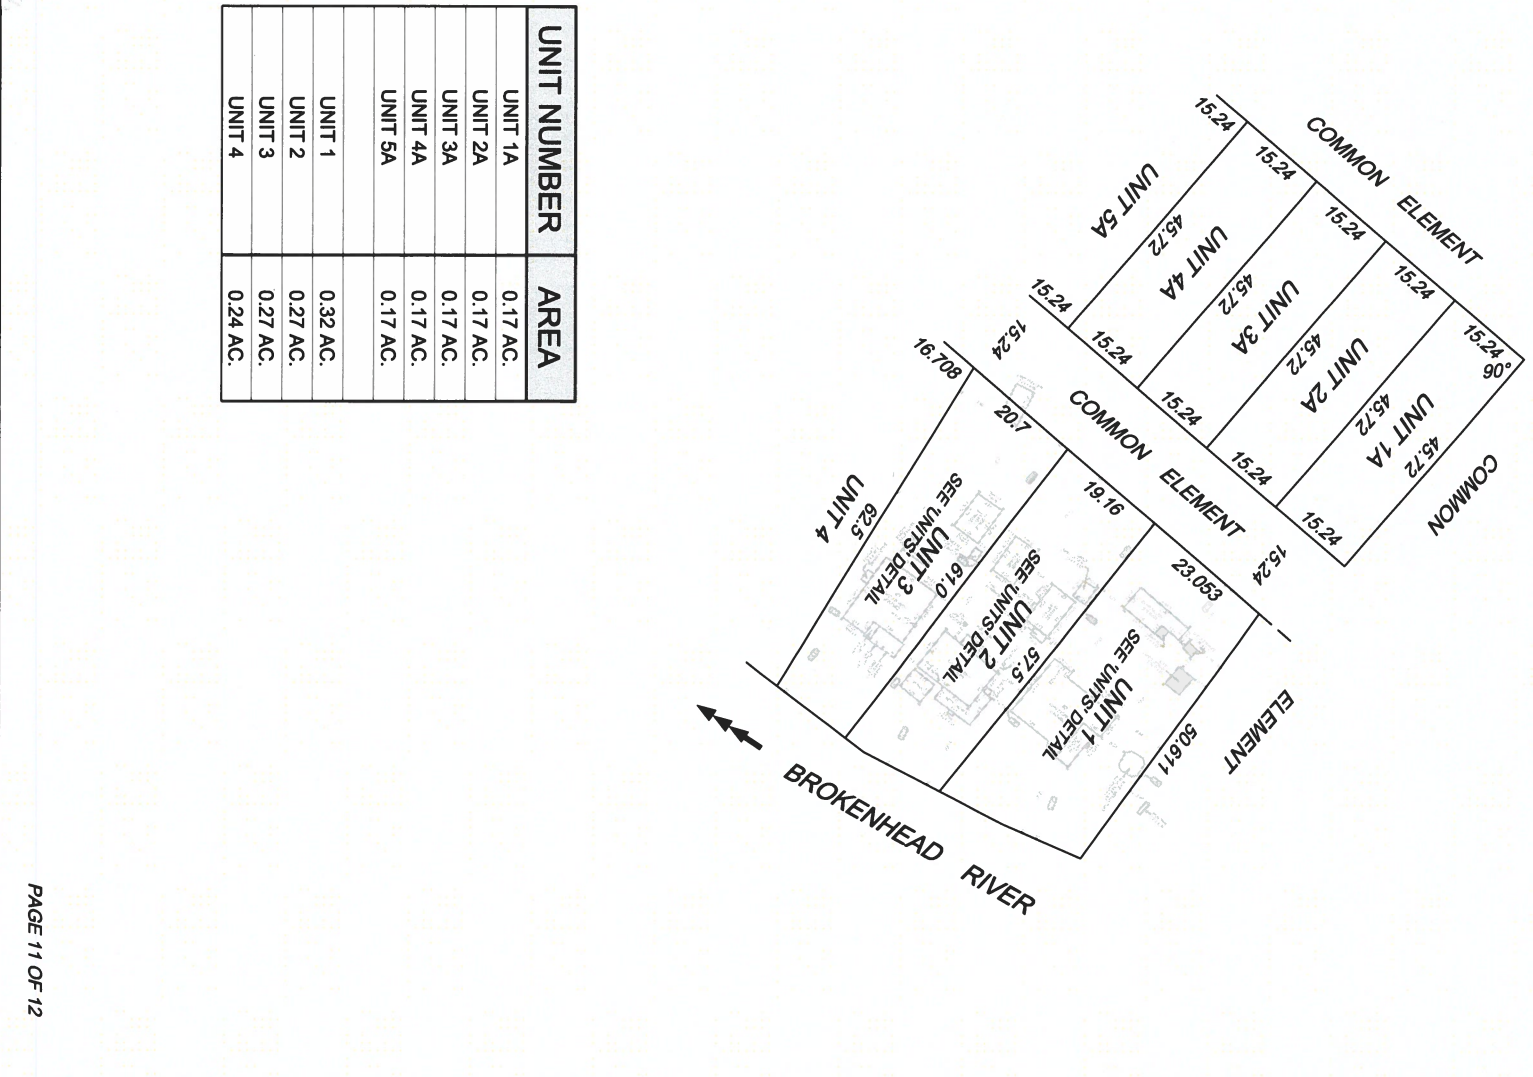 UNIT NUMBER AREA
UNIT 1A 0.17 AC.
UNIT 2A 0.17 AC.
UNIT 3A 0.17 AC.
UNIT 4A 0.17 AC.
UNIT 5A 0.17 AC.
UNIT 1 0.32 AC.
UNIT 2 0.27 AC.
UNIT 3 0.27 AC.
UNIT 4 0.24 AC.
COMMON ELEMENT
15.24
15.24
15.24
15.24
15.24
90°
UNIT 5A
45.72
UNIT 4A
45.72
UNIT 3A
45.72
UNIT 2A
45.72
UNIT 1A
45.72
COMMON
ELEMENT
15.24
15.24
15.24
15.24
15.24
15.24
COMMON ELEMENT
15.24
16.708
20.7
19.16
23.053
UNIT 4
62.5
UNIT 3
SEE 'UNITS' DETAIL
61.0
UNIT 2
SEE 'UNITS' DETAIL
57.5
UNIT 1
SEE 'UNITS' DETAIL
50.611
BROKENHEAD RIVER
PAGE 11 OF 12